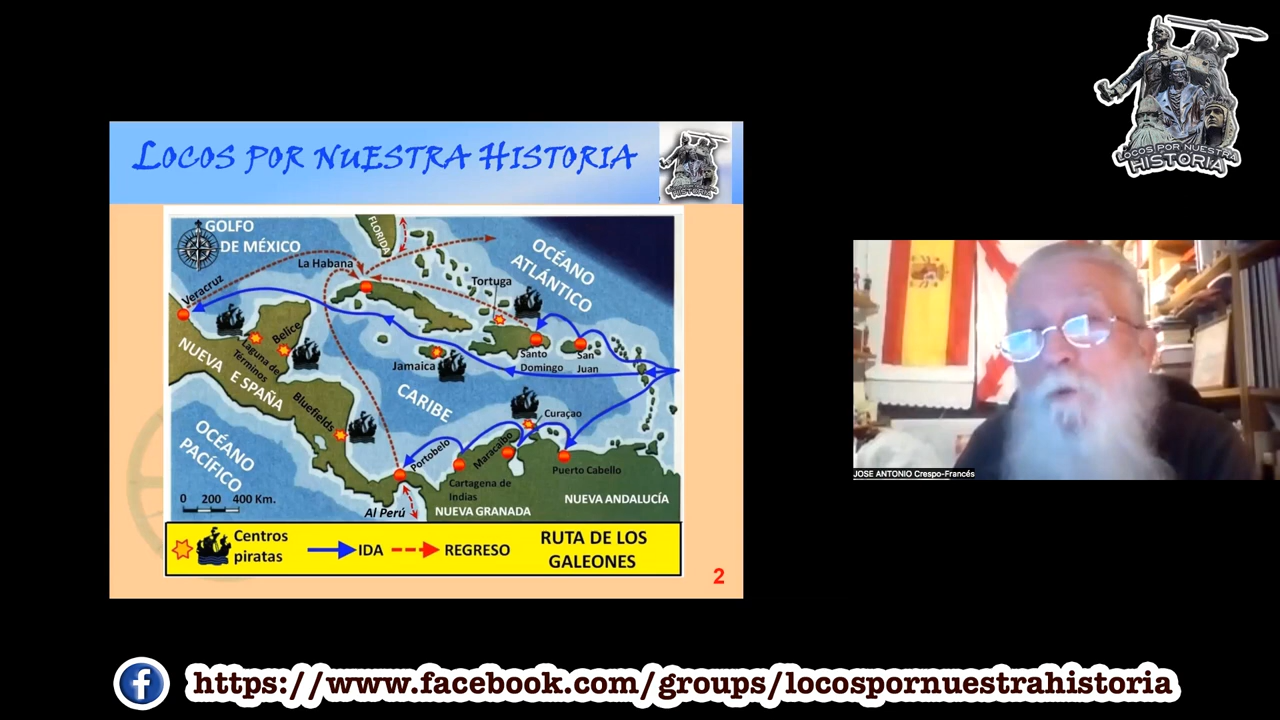 LOCOS POR NUESTRA
HISTORIA
LOCOS POR NUESTRA HISTORIA
GOLFO
DE MÉXICO
FLORIDA
La Habana
OCÉANO
ATLÁNTICO
Veracruz
Tortuga
Belice
Laguna de
Términos
NUEVA ESPAÑA
Jamaica
Santo
Domingo
San
Juan
CARIBE
Bluefields
Curaçao
OCÉANO
PACÍFICO
Portobelo
Maracaibo
Puerto Cabello
Cartagena de
Indias
0 200 400 Km.
Al Perú
NUEVA GRANADA
NUEVA ANDALUCÍA
Centros
piratas
IDA
REGRESO
RUTA DE LOS
GALEONES
2
JOSE ANTONIO Crespo-Francés
f
https://www.facebook.com/groups/locospornuestrahistoria